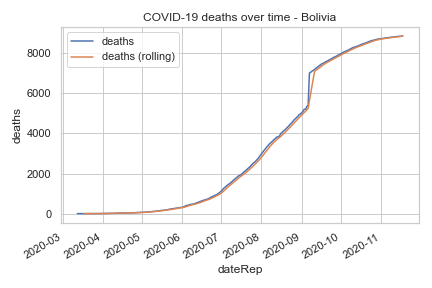 COVID-19 deaths over time - Bolivia
deaths
deaths (rolling)
8000
6000
4000
2000
0
deaths
2020-03
2020-04
2020-05
2020-06
2020-07
2020-08
2020-09
2020-10
2020-11
dateRep